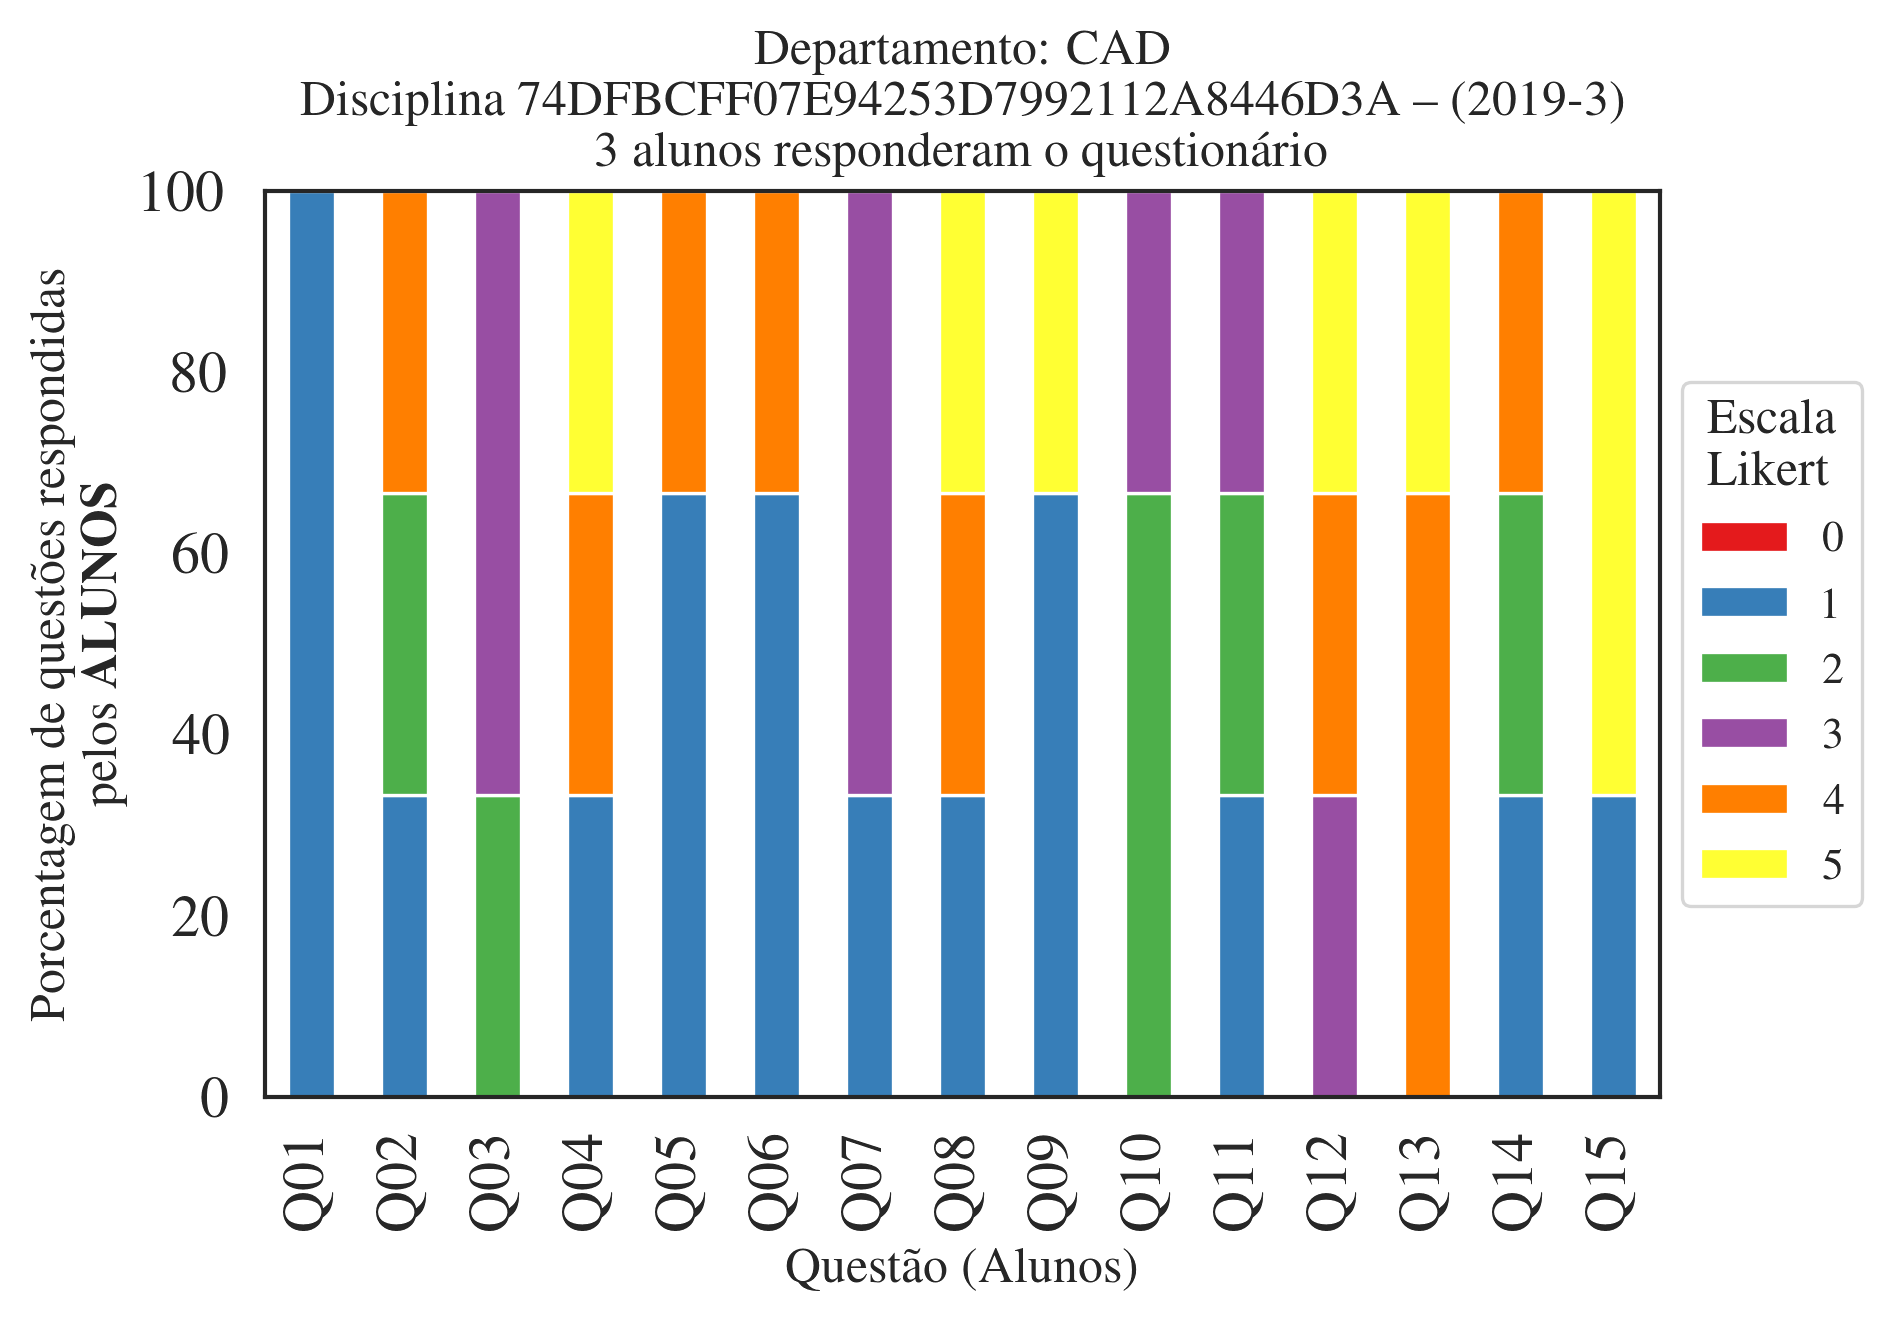 Departamento: CAD
Disciplina 74DFBCFF07E94253D7992112A8446D3A – (2019-3)
3 alunos responderam o questionário
Porcentagem de questões respondidas
pelos ALUNOS
100
80
60
40
20
0
Q01
Q02
Q03
Q04
Q05
Q06
Q07
Q08
Q09
Q10
Q11
Q12
Q13
Q14
Q15
Questão (Alunos)
Escala
Likert
0
1
2
3
4
5